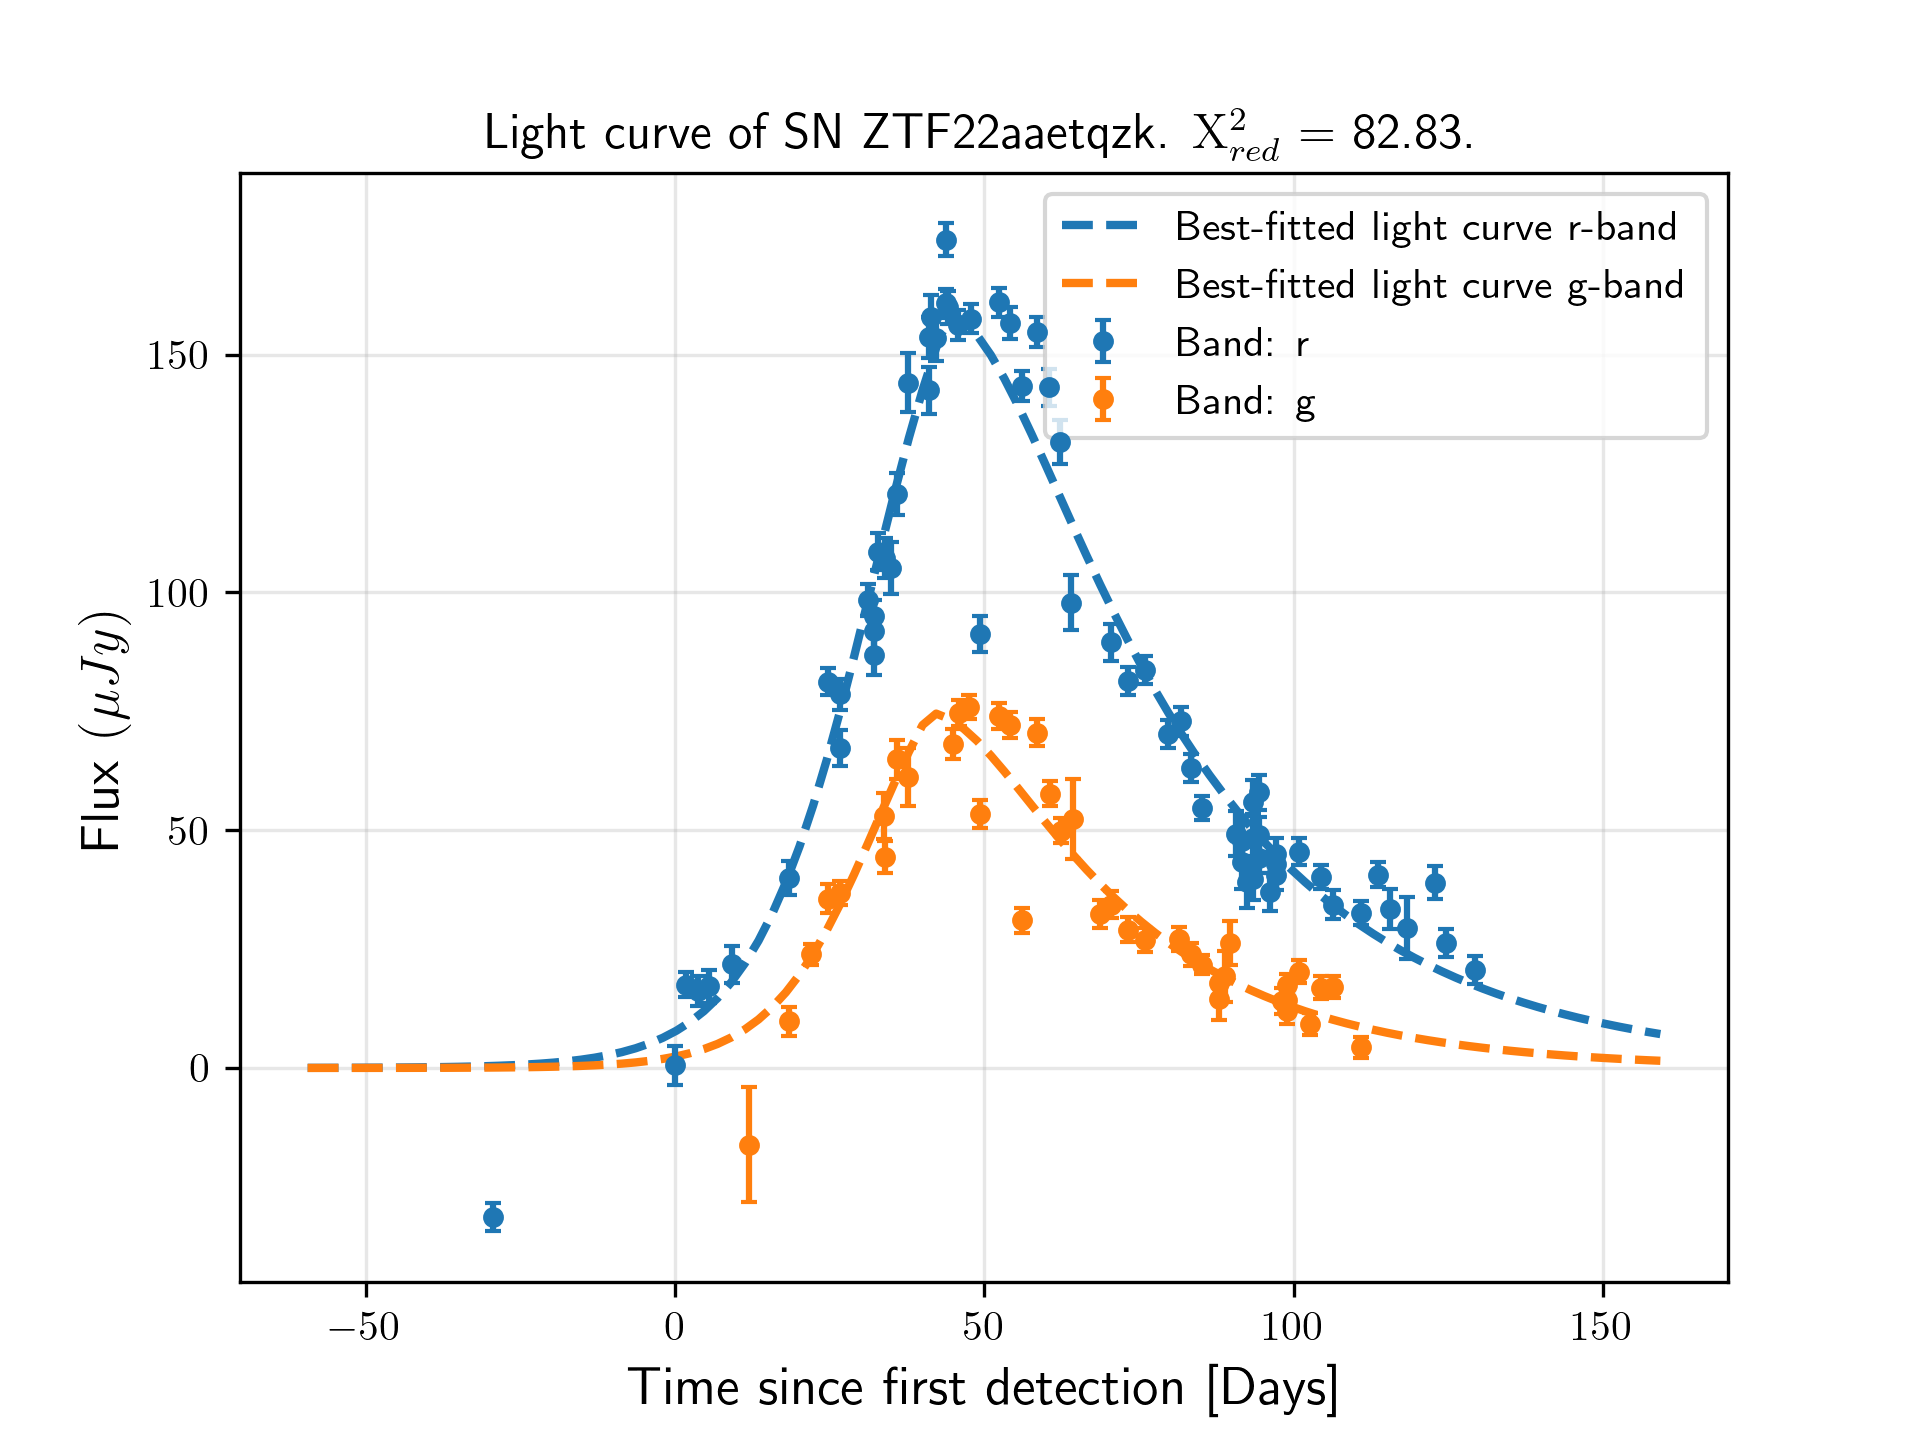 Light curve of SN ZTF22aaetqzk. X²_red = 82.83.
Best-fitted light curve r-band
Best-fitted light curve g-band
Band: r
Band: g
Flux (μJy)
150
100
50
0
−50 0 50 100 150
Time since first detection [Days]